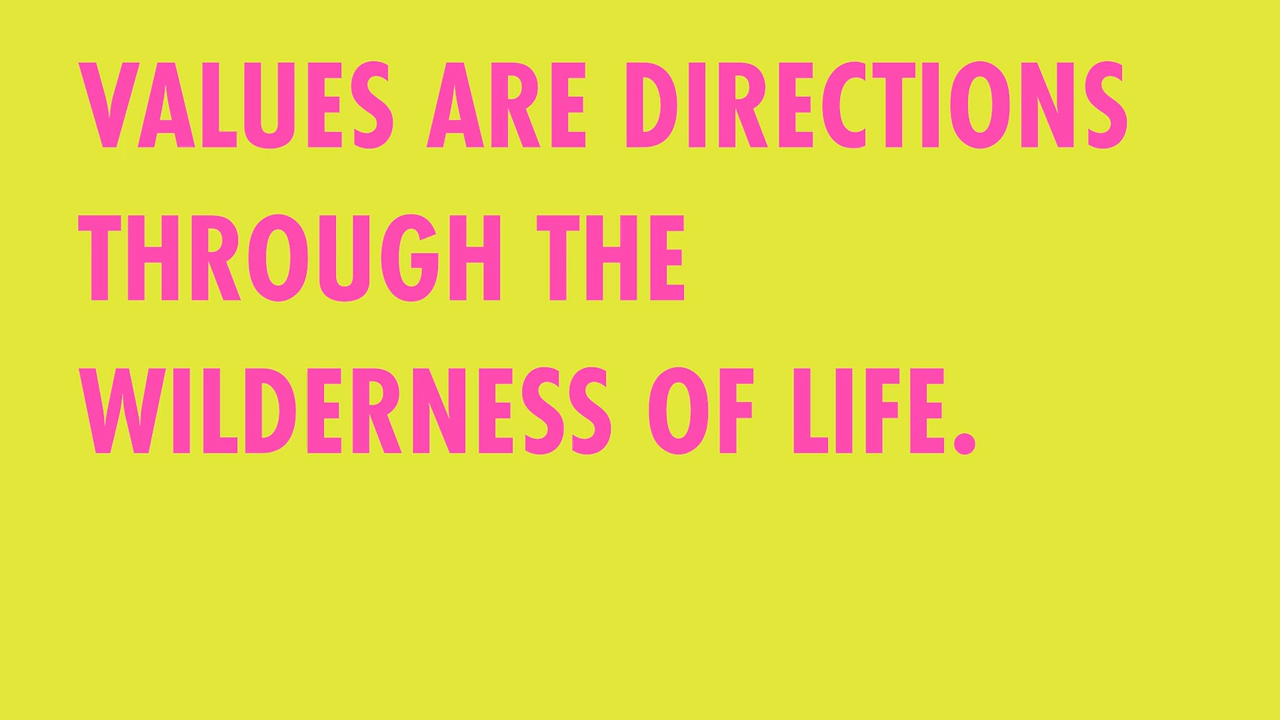 VALUES ARE DIRECTIONS
THROUGH THE
WILDERNESS OF LIFE.